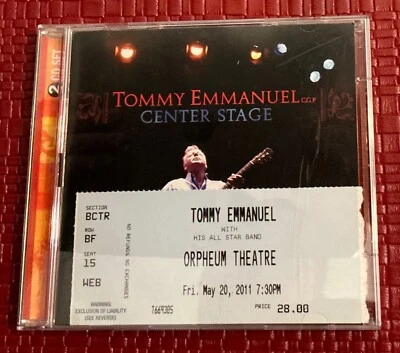 2 CD SET
TOMMY EMMANUEL C.G.P.
CENTER STAGE
SECTION
BCTR
ROW
BF
SEAT
15
WEB
WARNING
EXCLUSION OF LIABILITY
(SEE REVERSE)
NO REFUNDS NO EXCHANGES
TOMMY EMMANUEL
WITH
HIS ALL STAR BAND
ORPHEUM THEATRE
Fri. May 20, 2011 7:30PM
T669305
PRICE 28.00